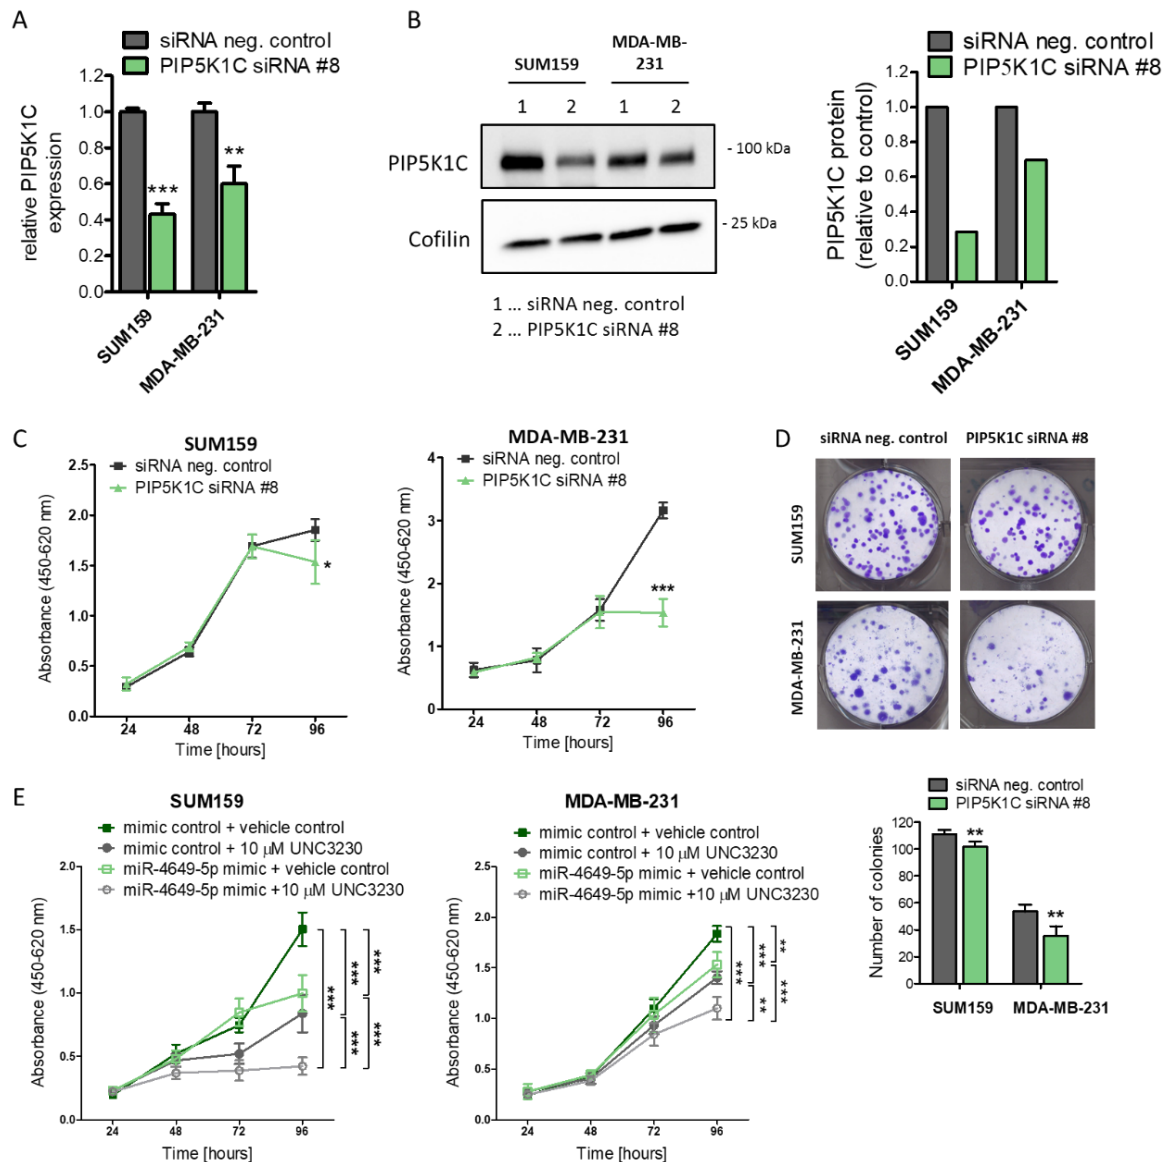 A
siRNA neg. control
PIP5K1C siRNA #8
relative PIP5K1C
expression
1.2
1.0
0.8
0.6
0.4
0.2
0.0
***
**
SUM159
MDA-MB-231
B
SUM159
MDA-MB-
231
1 2 1 2
PIP5K1C
- 100 kDa
Cofilin
- 25 kDa
1 ... siRNA neg. control
2 ... PIP5K1C siRNA #8
siRNA neg. control
PIP5K1C siRNA #8
PIP5K1C protein
(relative to control)
1.2
1.0
0.8
0.6
0.4
0.2
0.0
SUM159
MDA-MB-231
C
SUM159
siRNA neg. control
PIP5K1C siRNA #8
Absorbance (450-620 nm)
2.5
2.0
1.5
1.0
0.5
0.0
*
24 48 72 96
Time [hours]
MDA-MB-231
siRNA neg. control
PIP5K1C siRNA #8
Absorbance (450-620 nm)
4
3
2
1
0
***
24 48 72 96
Time [hours]
D
siRNA neg. control PIP5K1C siRNA #8
SUM159
MDA-MB-231
siRNA neg. control
PIP5K1C siRNA #8
Number of colonies
120
100
80
60
40
20
0
**
**
SUM159 MDA-MB-231
E
SUM159
mimic control + vehicle control
mimic control + 10 µM UNC3230
miR-4649-5p mimic + vehicle control
miR-4649-5p mimic +10 µM UNC3230
Absorbance (450-620 nm)
2.0
1.5
1.0
0.5
0.0
***
***
***
***
***
24 48 72 96
Time [hours]
MDA-MB-231
mimic control + vehicle control
mimic control + 10 µM UNC3230
miR-4649-5p mimic + vehicle control
miR-4649-5p mimic +10 µM UNC3230
Absorbance (450-620 nm)
2.5
2.0
1.5
1.0
0.5
0.0
***
***
**
**
***
24 48 72 96
Time [hours]